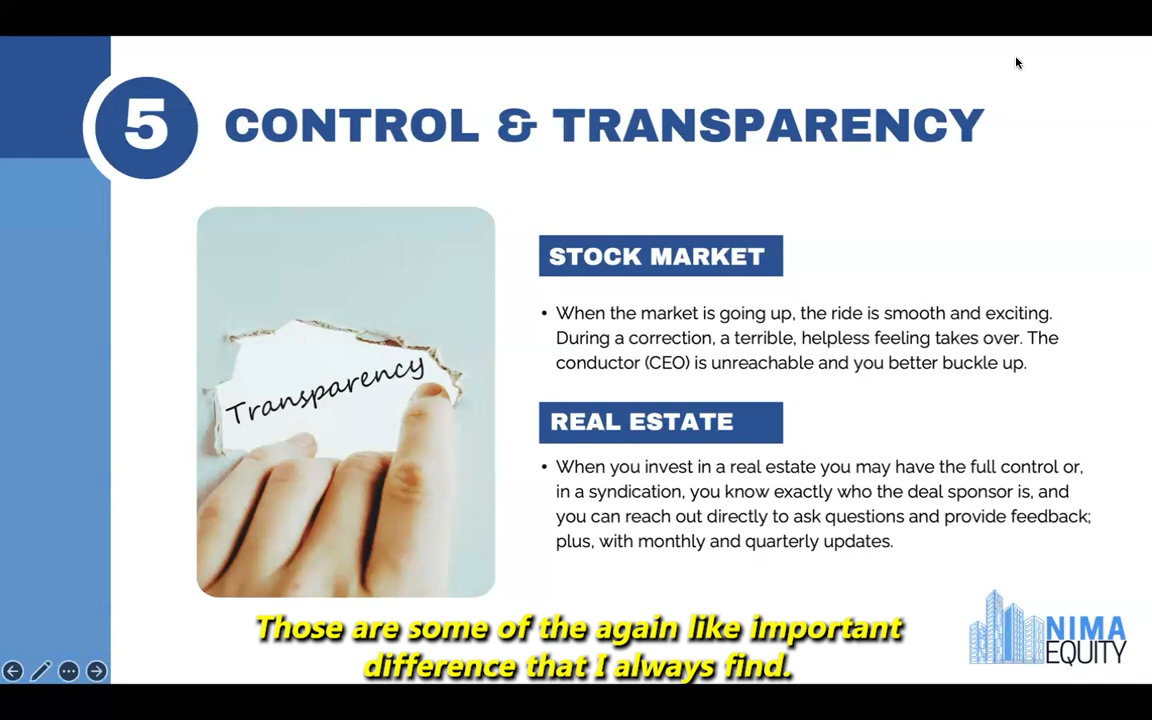 5
CONTROL & TRANSPARENCY
Transparency
STOCK MARKET
• When the market is going up, the ride is smooth and exciting.
During a correction, a terrible, helpless feeling takes over. The
conductor (CEO) is unreachable and you better buckle up.
REAL ESTATE
• When you invest in a real estate you may have the full control or,
in a syndication, you know exactly who the deal sponsor is, and
you can reach out directly to ask questions and provide feedback;
plus, with monthly and quarterly updates.
NIMA
EQUITY
Those are some of the again like important
difference that I always find.